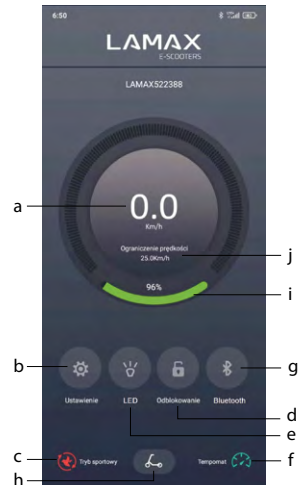 6:50
LAMAX
E-SCOOTERS
LAMAX522388
a
0.0
Km/h
Ograniczenie prędkości
25.0Km/h
j
96%
i
b
g
Ustawienie LED Odblokowanie Bluetooth
d
e
c Tryb sportowy Tempomat f
h